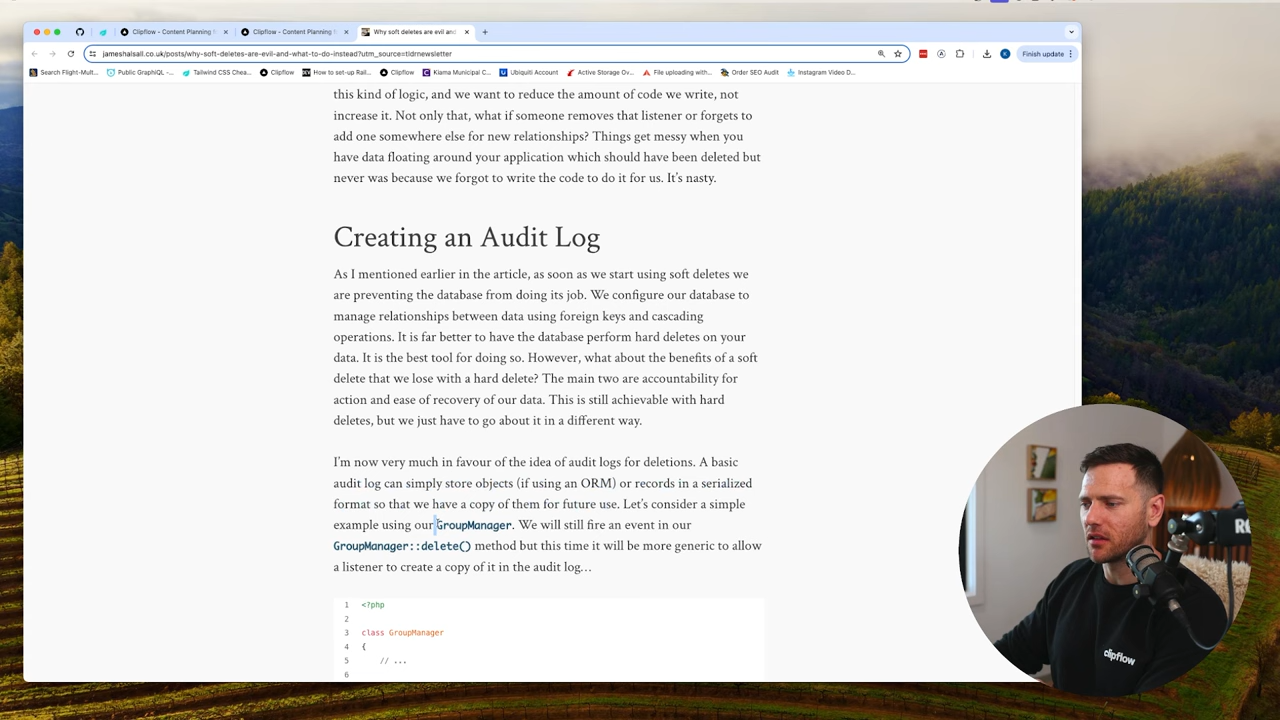 Clipflow - Content Planning f
Clipflow - Content Planning f
Why soft deletes are evil and
jameshalsall.co.uk/posts/why-soft-deletes-are-evil-and-what-to-do-instead?utm_source=tldrnewsletter
Finish update
Search Flight-Mult...
Public GraphiQL -...
Tailwind CSS Chea...
Clipflow
How to set-up Rail...
Clipflow
Kiama Municipal C...
Ubiquiti Account
Active Storage Ov...
File uploading with...
Order SEO Audit
Instagram Video D...
this kind of logic, and we want to reduce the amount of code we write, not
increase it. Not only that, what if someone removes that listener or forgets to
add one somewhere else for new relationships? Things get messy when you
have data floating around your application which should have been deleted but
never was because we forgot to write the code to do it for us. It's nasty.
Creating an Audit Log
As I mentioned earlier in the article, as soon as we start using soft deletes we
are preventing the database from doing its job. We configure our database to
manage relationships between data using foreign keys and cascading
operations. It is far better to have the database perform hard deletes on your
data. It is the best tool for doing so. However, what about the benefits of a soft
delete that we lose with a hard delete? The main two are accountability for
action and ease of recovery of our data. This is still achievable with hard
deletes, but we just have to go about it in a different way.
I'm now very much in favour of the idea of audit logs for deletions. A basic
audit log can simply store objects (if using an ORM) or records in a serialized
format so that we have a copy of them for future use. Let's consider a simple
example using our GroupManager. We will still fire an event in our
GroupManager::delete() method but this time it will be more generic to allow
a listener to create a copy of it in the audit log…
1 <?php
2
3 class GroupManager
4 {
5 // ...
6
clipflow